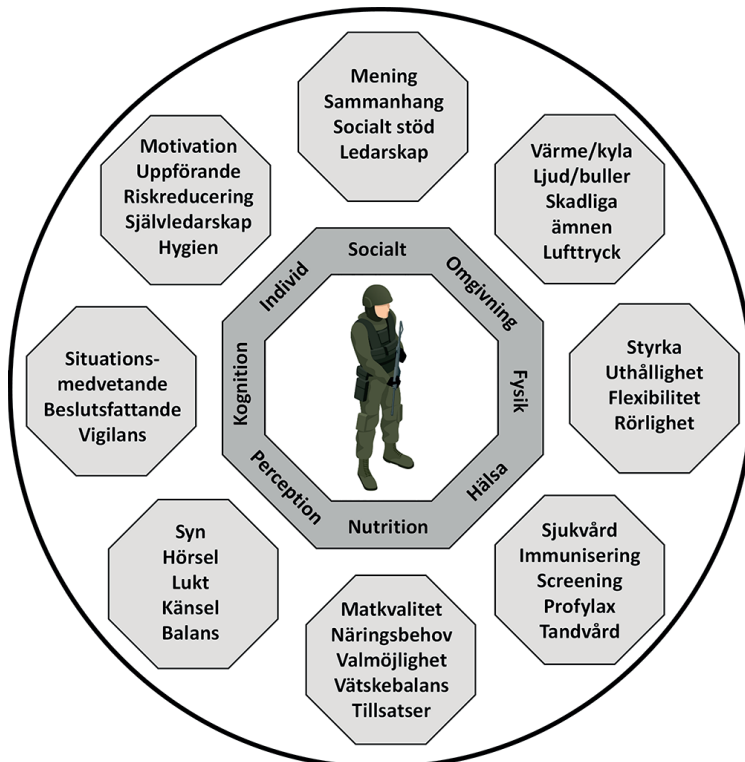 Mening
Sammanhang
Socialt stöd
Ledarskap
Motivation
Uppförande
Riskreducering
Självledarskap
Hygien
Värme/kyla
Ljud/buller
Skadliga
ämnen
Lufttryck
Socialt
Individ
Omgivning
Situations-
medvetande
Beslutsfattande
Vigilans
Kognition
Fysik
Styrka
Uthållighet
Flexibilitet
Rörlighet
Perception
Hälsa
Nutrition
Syn
Hörsel
Lukt
Känsel
Balans
Matkvalitet
Näringsbehov
Valmöjlighet
Vätskebalans
Tillsatser
Sjukvård
Immunisering
Screening
Profylax
Tandvård